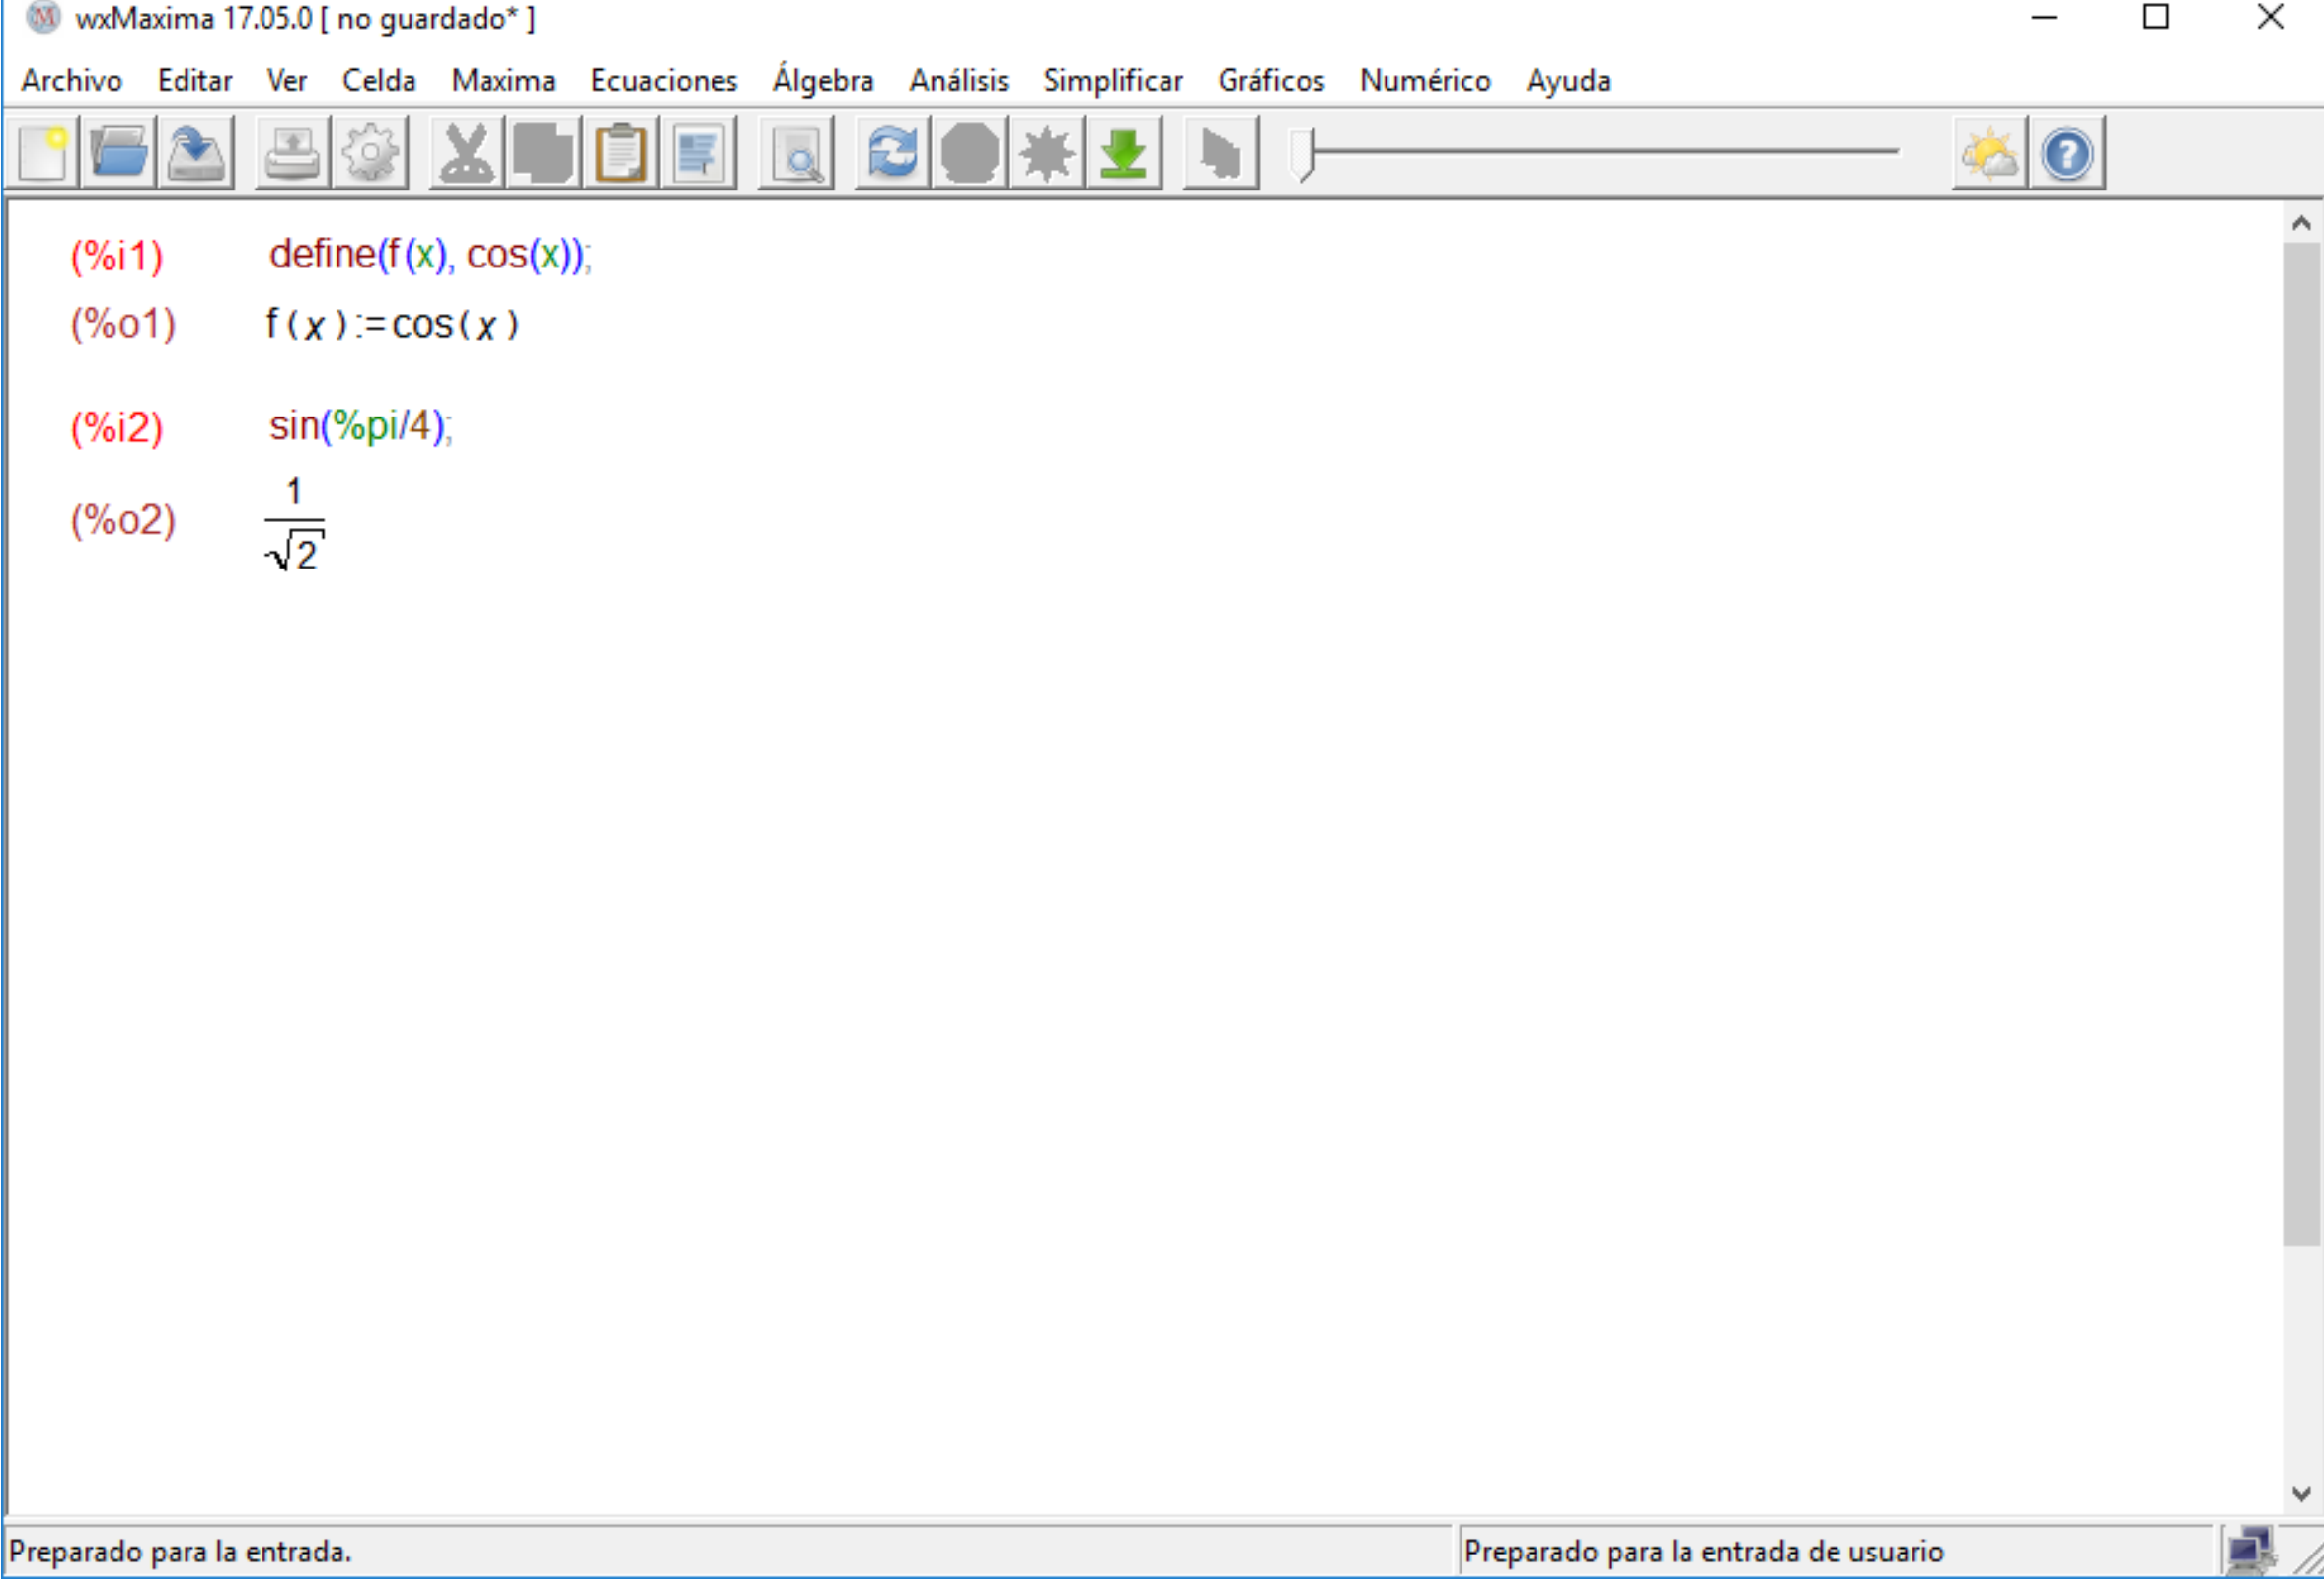 wxMaxima 17.05.0 [ no guardado* ]
Archivo Editar Ver Celda Maxima Ecuaciones Álgebra Análisis Simplificar Gráficos Numérico Ayuda
(%i1) define(f(x), cos(x));
(%o1) f(x):=cos(x)
(%i2) sin(%pi/4);
(%o2) 1/√2
Preparado para la entrada. Preparado para la entrada de usuario